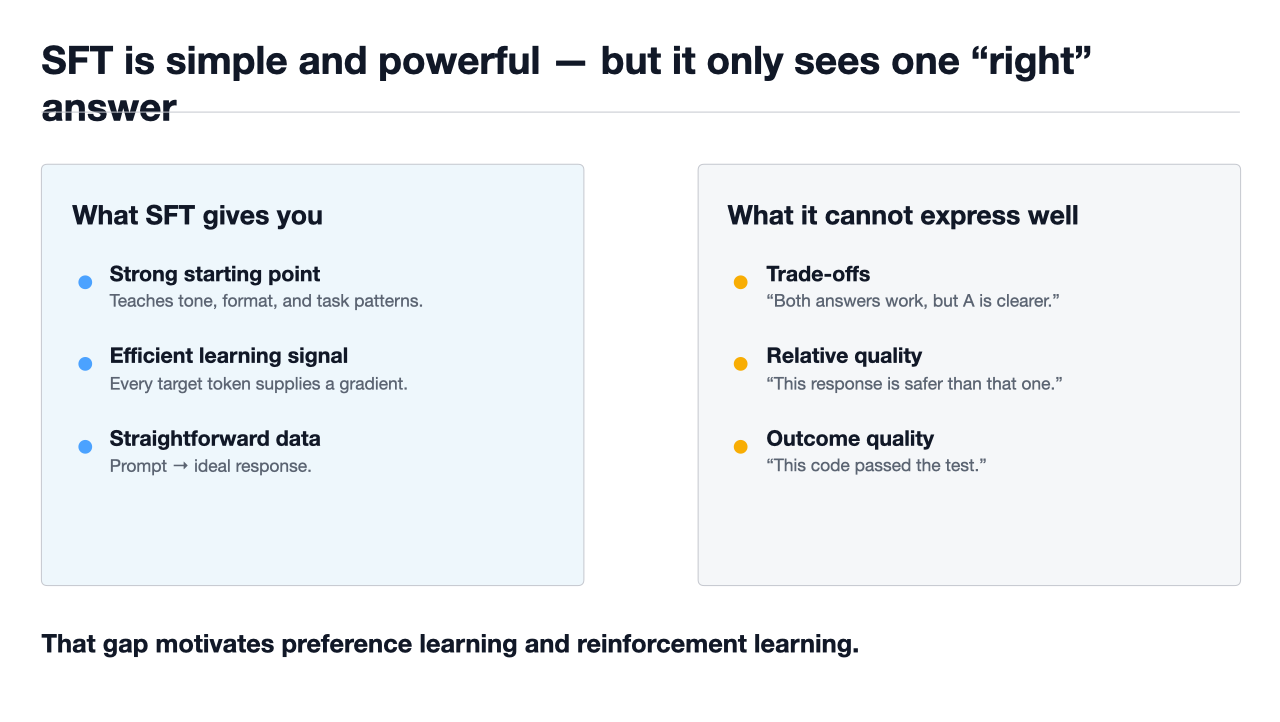 SFT is simple and powerful — but it only sees one “right”
answer
What SFT gives you
Strong starting point
Teaches tone, format, and task patterns.
Efficient learning signal
Every target token supplies a gradient.
Straightforward data
Prompt → ideal response.
What it cannot express well
Trade-offs
“Both answers work, but A is clearer.”
Relative quality
“This response is safer than that one.”
Outcome quality
“This code passed the test.”
That gap motivates preference learning and reinforcement learning.